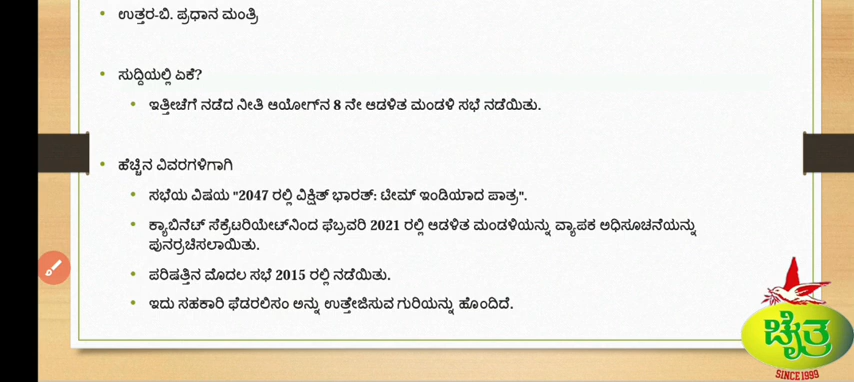 ಉತ್ತರ-ಬಿ. ಪ್ರಧಾನ ಮಂತ್ರಿ
ಸುದ್ದಿಯಲ್ಲಿ ಏಕೆ?
ಇತ್ತೀಚೆಗೆ ನಡೆದ ನೀತಿ ಆಯೋಗ್‌ನ 8 ನೇ ಆಡಳಿತ ಮಂಡಳಿ ಸಭೆ ನಡೆಯಿತು.
ಹೆಚ್ಚಿನ ವಿವರಗಳಿಗಾಗಿ
ಸಭೆಯ ವಿಷಯ "2047 ರಲ್ಲಿ ವಿಕ್ಷಿತ್ ಭಾರತ್: ಟೀಮ್ ಇಂಡಿಯಾದ ಪಾತ್ರ".
ಕ್ಯಾಬಿನೆಟ್ ಸೆಕ್ರೆಟರಿಯೇಟ್‌ನಿಂದ ಫೆಬ್ರವರಿ 2021 ರಲ್ಲಿ ಆಡಳಿತ ಮಂಡಳಿಯನ್ನು ವ್ಯಾಪಕ ಅಧಿಸೂಚನೆಯನ್ನು
ಪುನರ್ರಚಿಸಲಾಯಿತು.
ಪರಿಷತ್ತಿನ ಮೊದಲ ಸಭೆ 2015 ರಲ್ಲಿ ನಡೆಯಿತು.
ಇದು ಸಹಕಾರಿ ಫೆಡರಲಿಸಂ ಅನ್ನು ಉತ್ತೇಜಿಸುವ ಗುರಿಯನ್ನು ಹೊಂದಿದೆ.
ಚೈತ್ರ
SINCE 1999